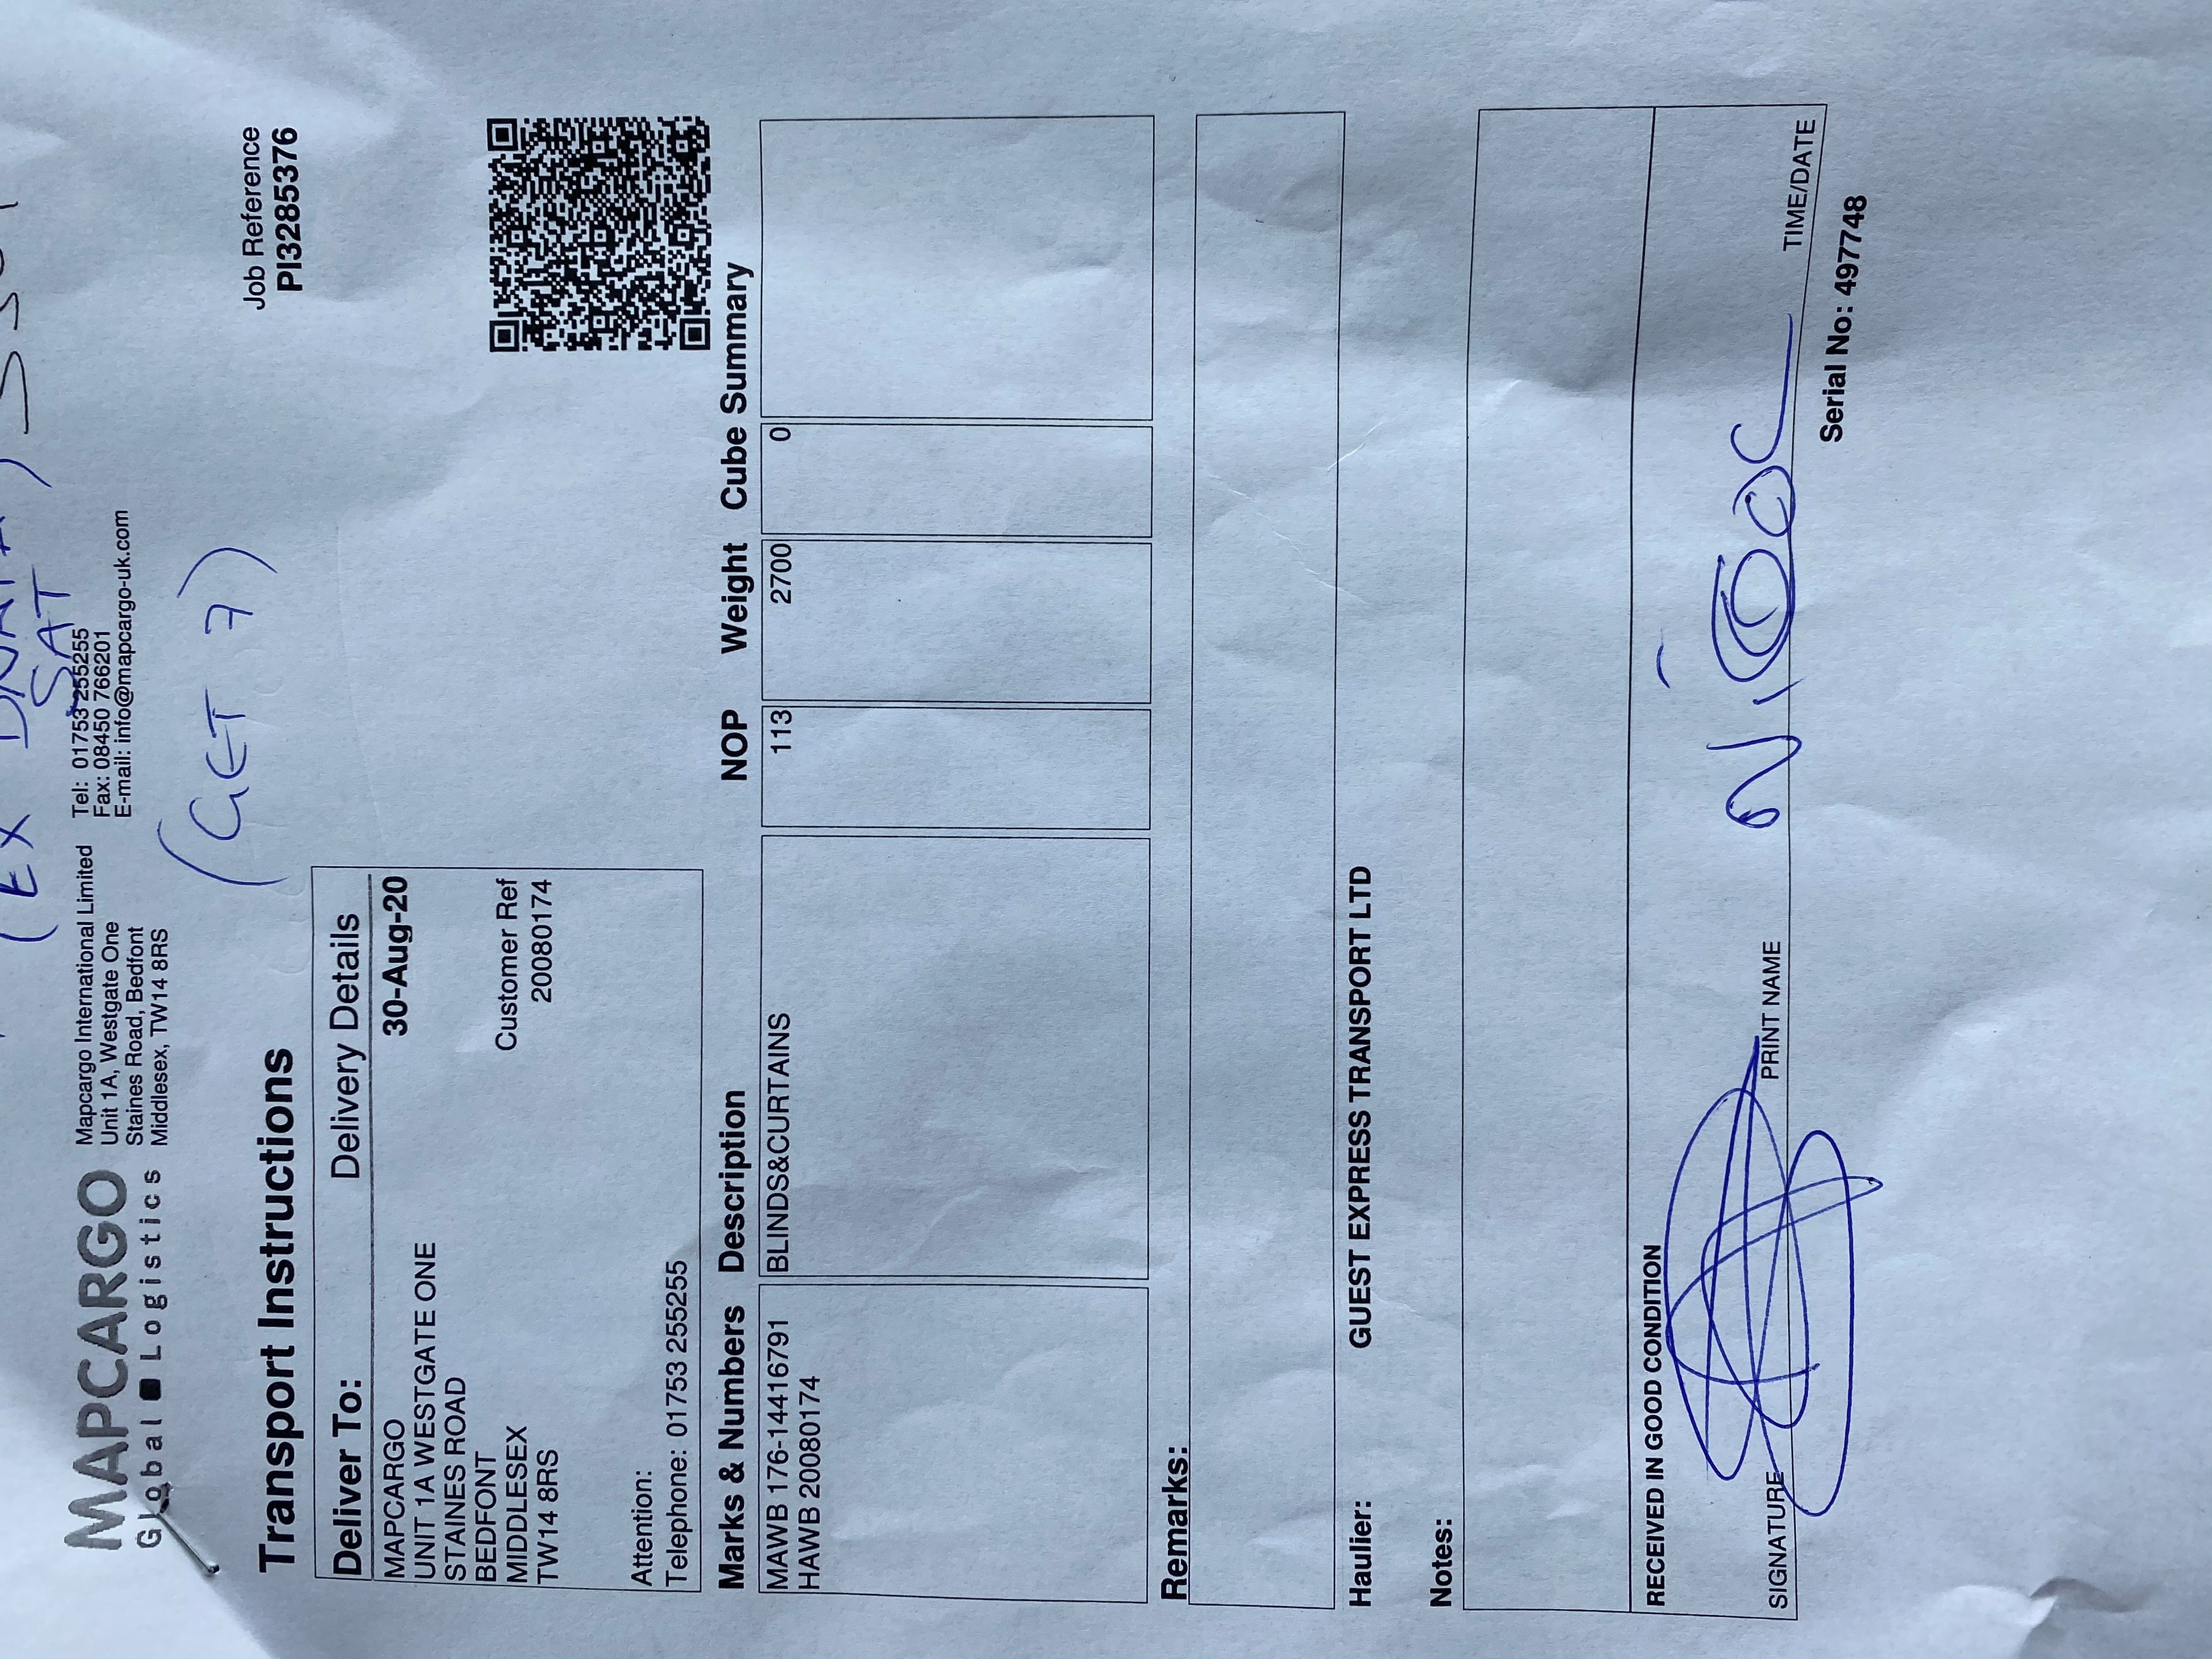 (EX
SAT
MAPCARGO
Global Logistics
Mapcargo International Limited
Unit 1A, Westgate One
Staines Road, Bedfont
Middlesex, TW14 8RS
Tel: 01753 255255
Fax: 08450 766201
E-mail: info@mapcargo-uk.com
(GET 7)
Transport Instructions
Job Reference
PI3285376
Deliver To: Delivery Details
MAPCARGO 30-Aug-20
UNIT 1A WESTGATE ONE
STAINES ROAD
BEDFONT
MIDDLESEX Customer Ref
TW14 8RS 20080174
Attention:
Telephone: 01753 255255
Marks & Numbers Description NOP Weight Cube Summary
MAWB 176-14416791 BLINDS&CURTAINS 113 2700 0
HAWB 20080174
Remarks:
Haulier: GUEST EXPRESS TRANSPORT LTD
Notes:
RECEIVED IN GOOD CONDITION
SIGNATURE PRINT NAME TIME/DATE
Serial No: 497748